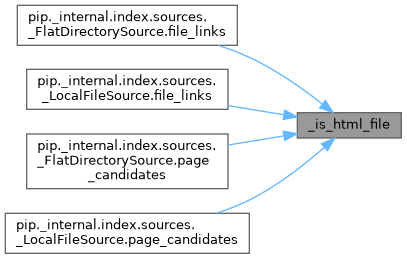 pip._internal.index.sources.
_FlatDirectorySource.file_links
pip._internal.index.sources.
_LocalFileSource.file_links
_is_html_file
pip._internal.index.sources.
_FlatDirectorySource.page
_candidates
pip._internal.index.sources.
_LocalFileSource.page_candidates